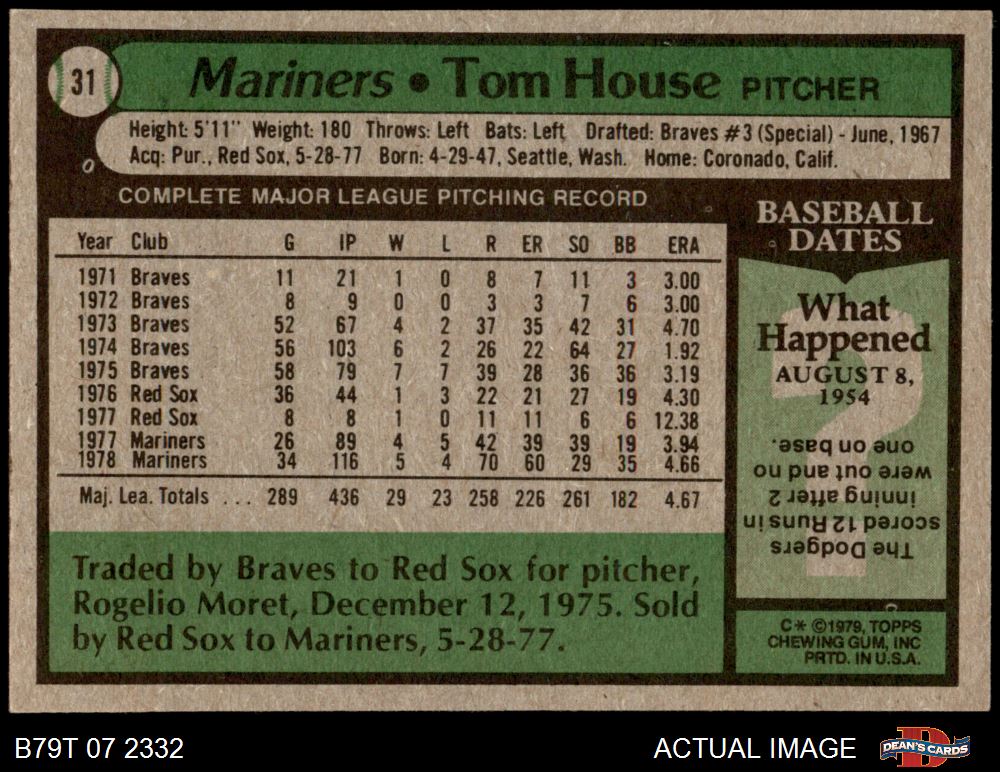 31
Mariners • Tom House PITCHER
Height: 5'11" Weight: 180 Throws: Left Bats: Left Drafted: Braves #3 (Special) - June, 1967
Acq: Pur., Red Sox, 5-28-77 Born: 4-29-47, Seattle, Wash. Home: Coronado, Calif.
COMPLETE MAJOR LEAGUE PITCHING RECORD
Year Club G IP W L R ER SO BB ERA
1971 Braves 11 21 1 0 8 7 11 3 3.00
1972 Braves 8 9 0 0 3 3 7 6 3.00
1973 Braves 52 67 4 2 37 35 42 31 4.70
1974 Braves 56 103 6 2 26 22 64 27 1.92
1975 Braves 58 79 7 7 39 28 36 36 3.19
1976 Red Sox 36 44 1 3 22 21 27 19 4.30
1977 Red Sox 8 8 1 0 11 11 6 6 12.38
1977 Mariners 26 89 4 5 42 39 39 19 3.94
1978 Mariners 34 116 5 4 70 60 29 35 4.66
Maj. Lea. Totals ... 289 436 29 23 258 226 261 182 4.67
Traded by Braves to Red Sox for pitcher,
Rogelio Moret, December 12, 1975. Sold
by Red Sox to Mariners, 5-28-77.
BASEBALL
DATES
What
Happened
AUGUST 8,
1954
The Dodgers
scored 12 Runs in
inning after 2
were out and no
one on base.
C* ©1979, TOPPS
CHEWING GUM, INC
PRTD. IN U.S.A.
B79T 07 2332
ACTUAL IMAGE
D
DEAN'S CARDS